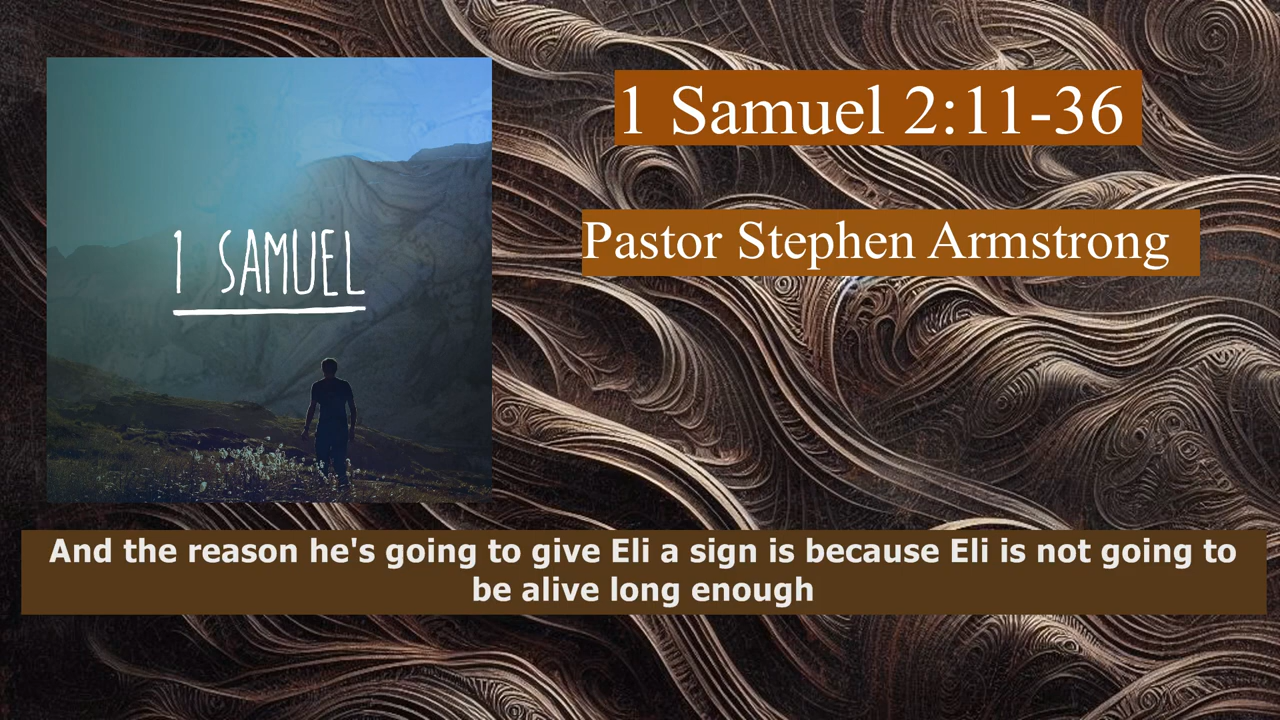 1 SAMUEL
1 Samuel 2:11-36
Pastor Stephen Armstrong
And the reason he's going to give Eli a sign is because Eli is not going to
be alive long enough